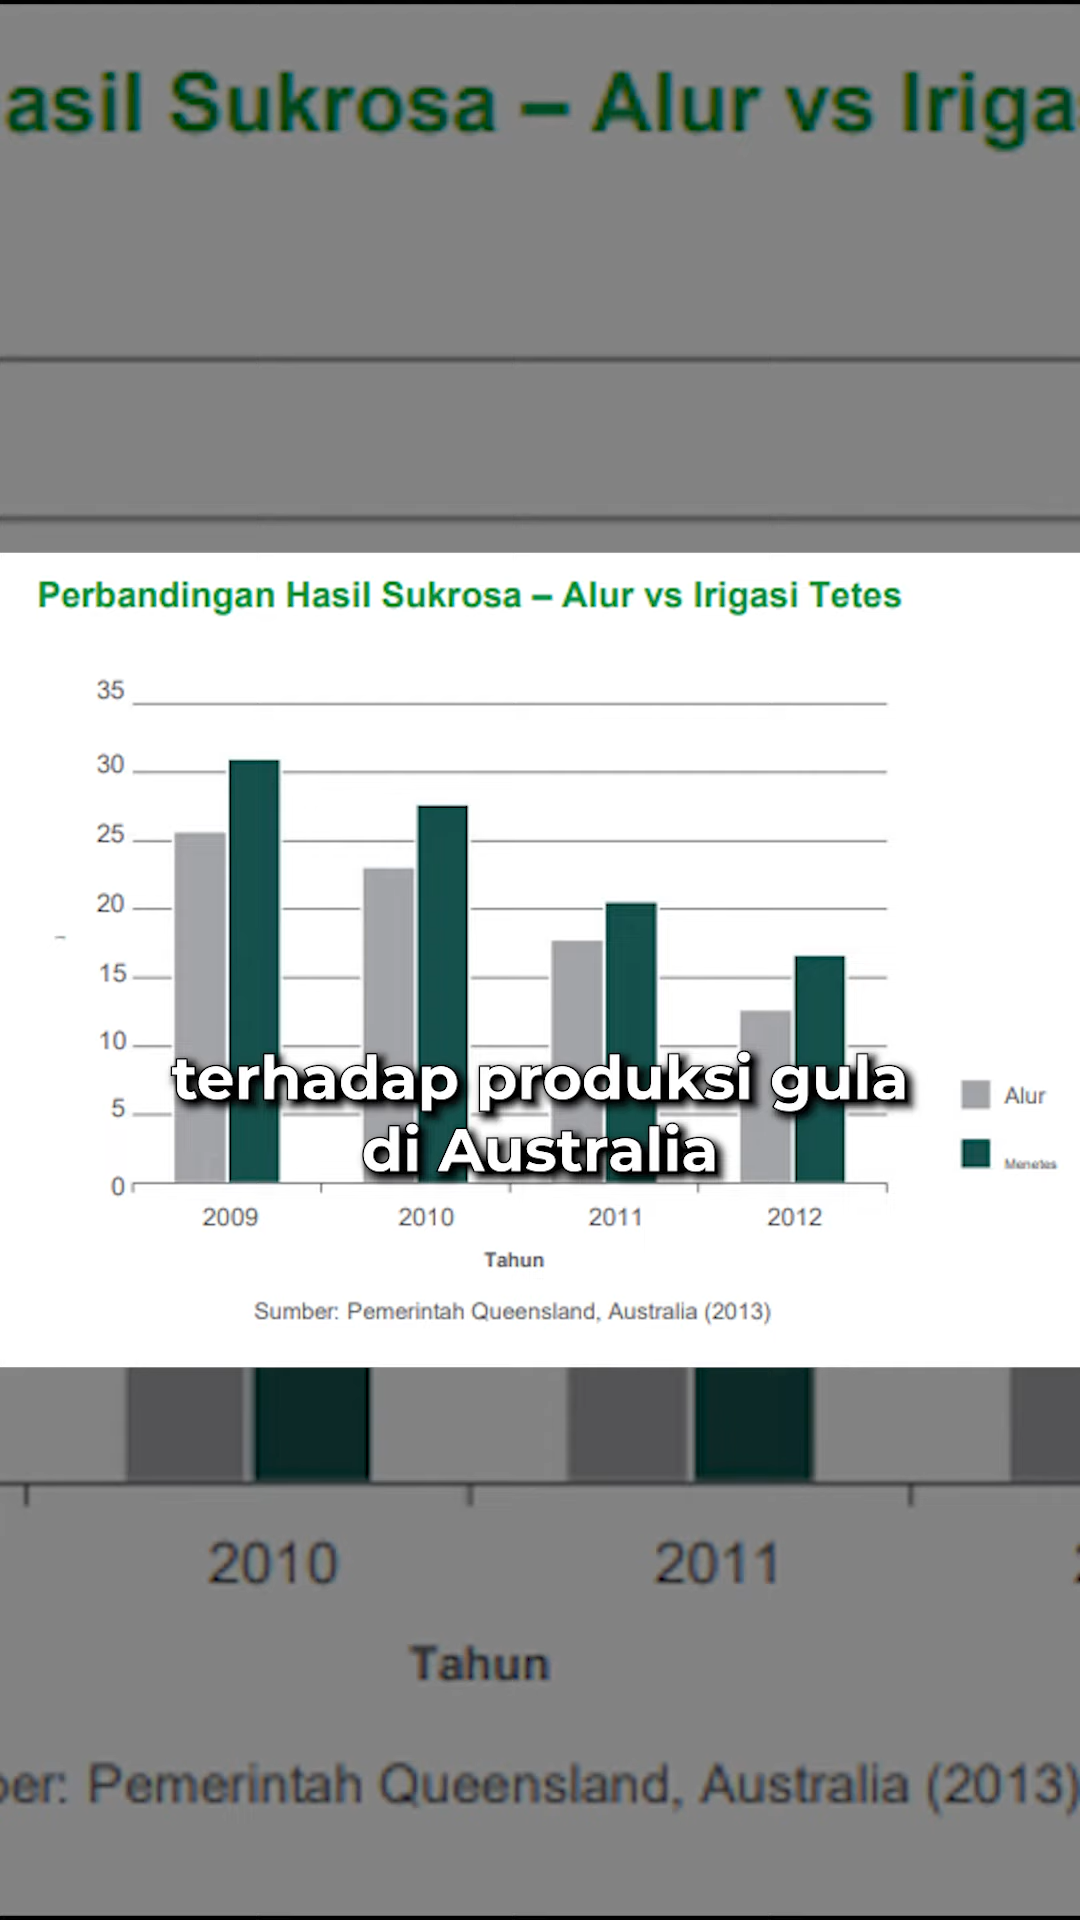 asil Sukrosa – Alur vs Iriga
Perbandingan Hasil Sukrosa – Alur vs Irigasi Tetes
35
30
25
20
15
10
5
0
terhadap produksi gula
di Australia
Alur
Menetes
2009 2010 2011 2012
Tahun
Sumber: Pemerintah Queensland, Australia (2013)
2010 2011
Tahun
ber: Pemerintah Queensland, Australia (2013)